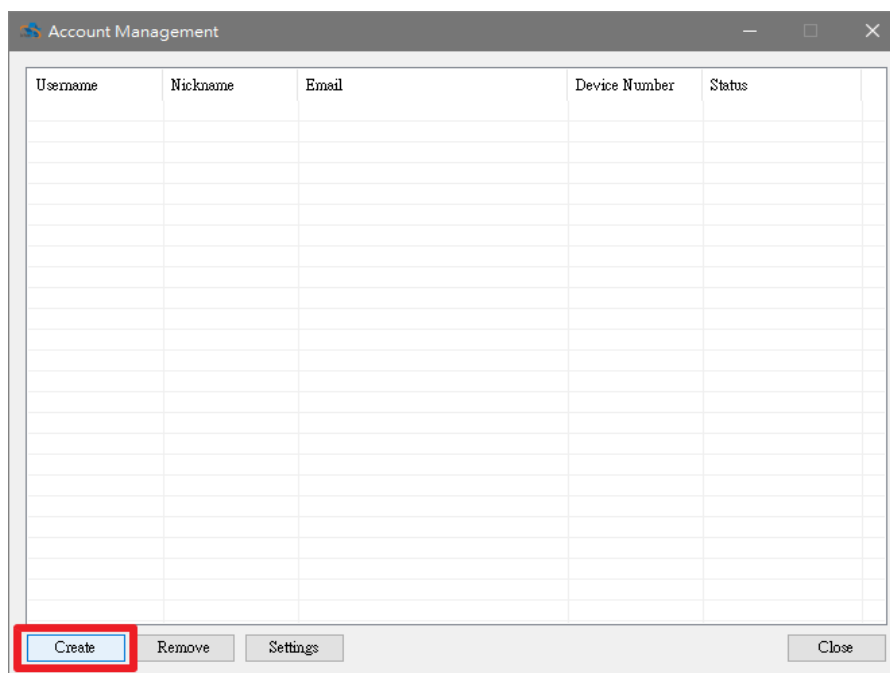 Account Management
Username Nickname Email Device Number Status
Create Remove Settings Close